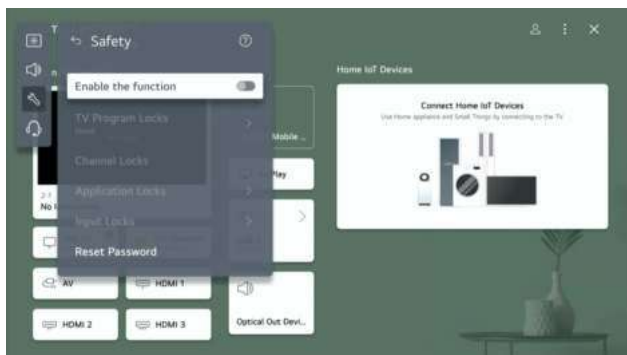 Safety
Enable the function
TV Program Locks
Channel Locks
Application Locks
Input Locks
Reset Password
Mobile ..
Play
AV
HDMI 1
HDMI 2
HDMI 3
Optical Out Devi...
Home IoT Devices
Connect Home IoT Devices
Use Home appliance and Smart Things by connecting to the TV.